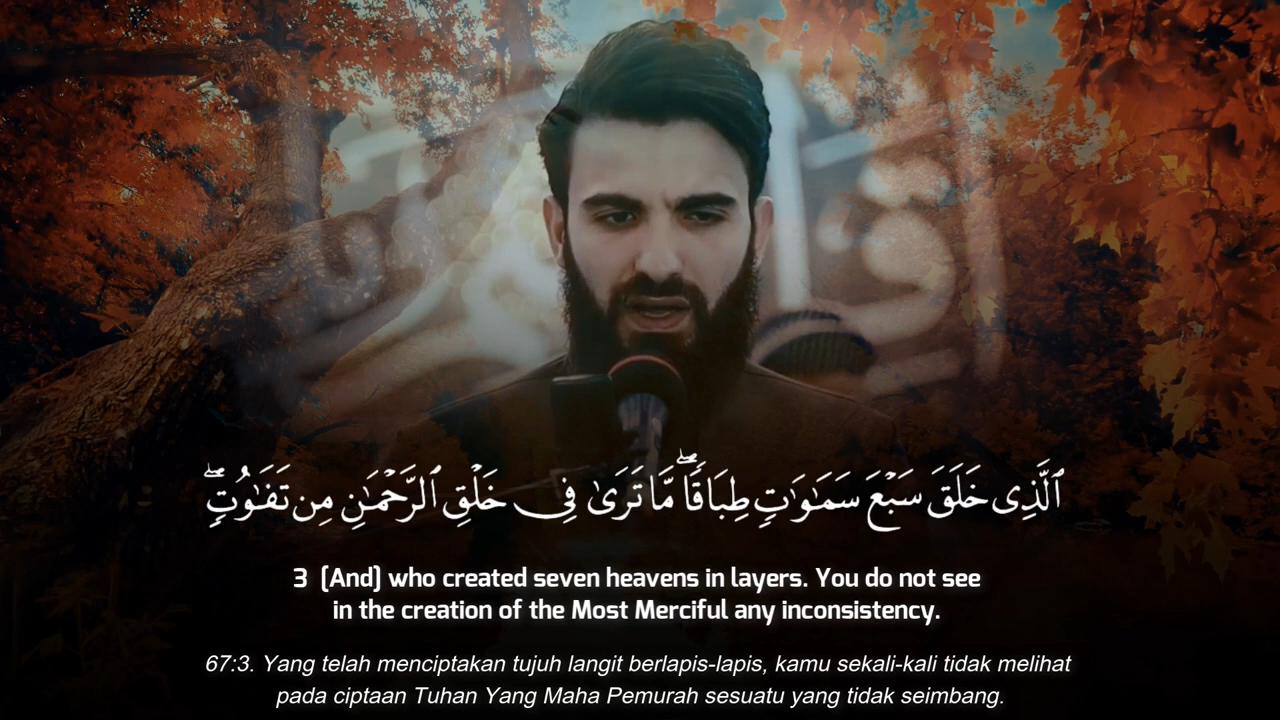 ٱلَّذِى خَلَقَ سَبْعَ سَمَٰوَٰتٍ طِبَاقًا ۖ مَّا تَرَىٰ فِى خَلْقِ ٱلرَّحْمَٰنِ مِن تَفَٰوُتٍ ۖ
3 [And] who created seven heavens in layers. You do not see
in the creation of the Most Merciful any inconsistency.
67:3. Yang telah menciptakan tujuh langit berlapis-lapis, kamu sekali-kali tidak melihat
pada ciptaan Tuhan Yang Maha Pemurah sesuatu yang tidak seimbang.